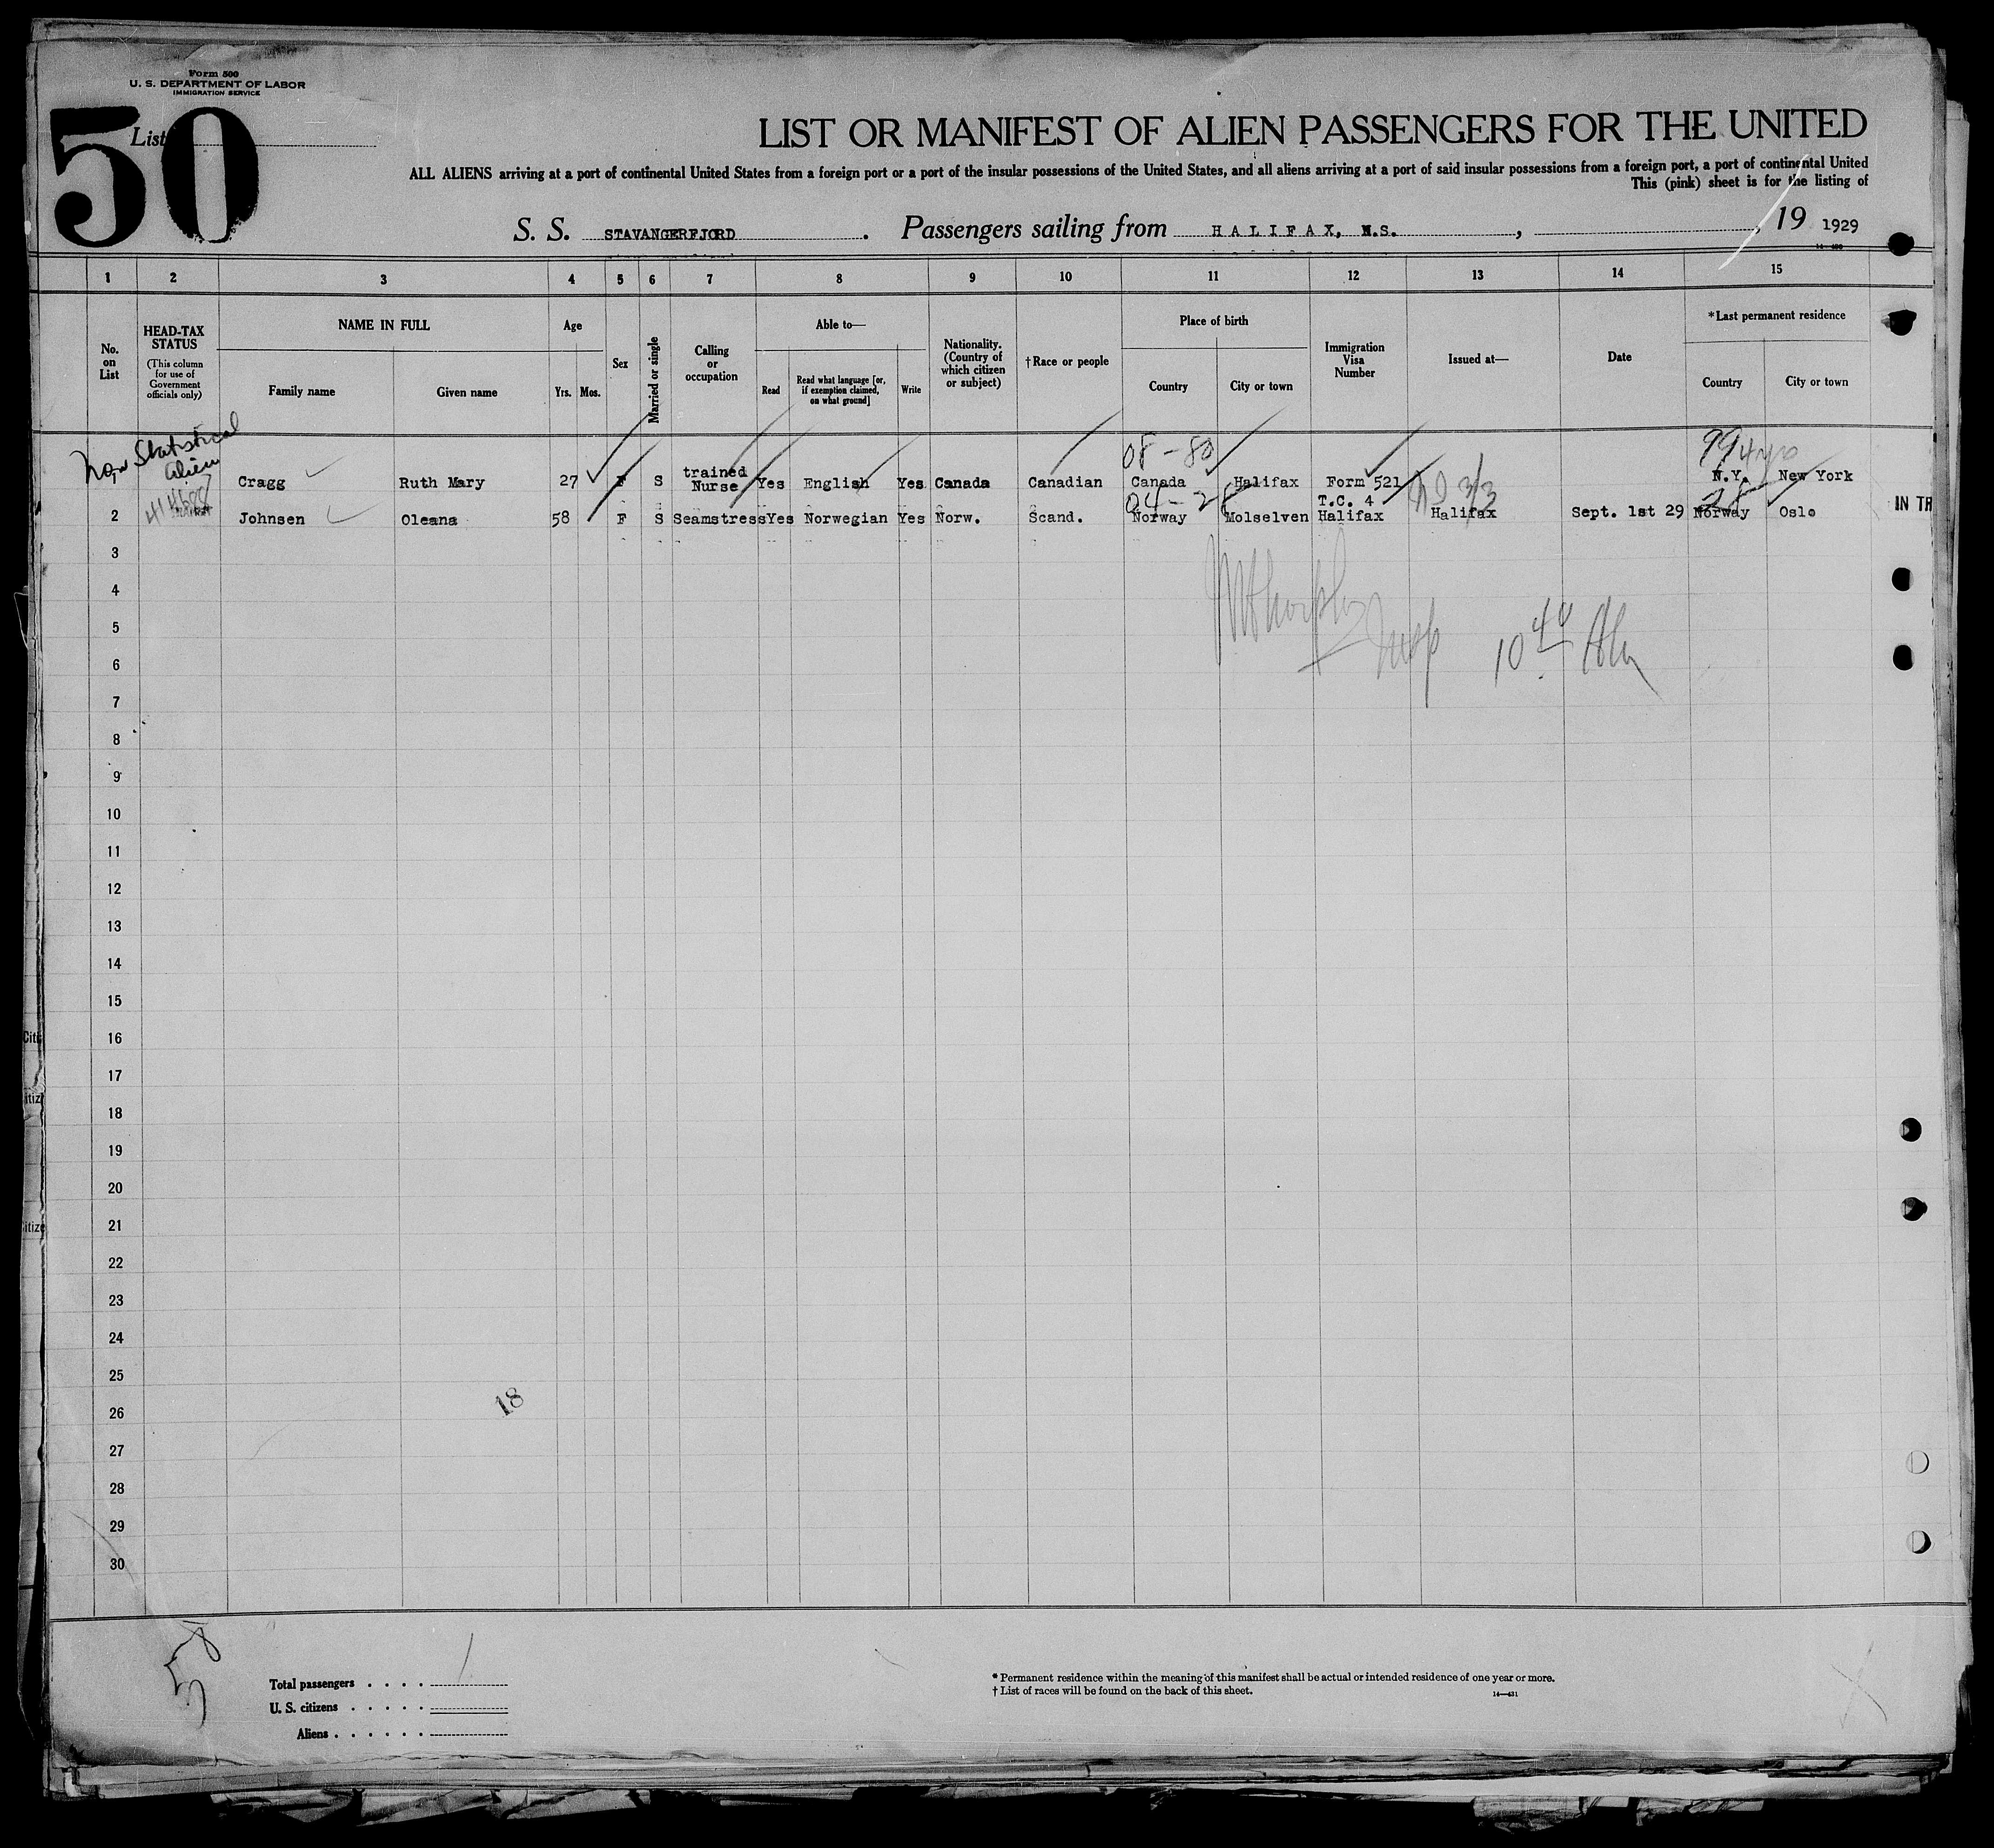 Form 500
U. S. DEPARTMENT OF LABOR
IMMIGRATION SERVICE
50
List
LIST OR MANIFEST OF ALIEN PASSENGERS FOR THE UNITED
ALL ALIENS arriving at a port of continental United States from a foreign port or a port of the insular possessions of the United States, and all aliens arriving at a port of said insular possessions from a foreign port, a port of continental United
This (pink) sheet is for the listing of
S. S. STAVANGERFJORD. Passengers sailing from HALIFAX, N.S., , 19 1929
1 2 3 4 5 6 7 8 9 10 11 12 13 14 15
No. on List
HEAD-TAX STATUS
(This column for use of Government officials only)
NAME IN FULL
Family name Given name
Age
Yrs. Mos.
Sex
Married or single
Calling or occupation
Able to—
Read
Read what language [or, if exemption claimed, on what ground]
Write
Nationality. (Country of which citizen or subject)
†Race or people
Place of birth
Country City or town
Immigration Visa Number
Issued at—
Date
*Last permanent residence
Country City or town
Non Statistical
alien
08-80
99
Cragg Ruth Mary 27 F S trained Nurse Yes English Yes Canada Canadian Canada Halifax Form 521 N.Y. New York
04-28
28
2 Johnsen Oleana 58 F S Seamstress Yes Norwegian Yes Norw. Scand. Norway Molselven T.C. 4 Halifax Halifax Sept. 1st 29 Norway Oslo
IN TR
3
4
5
Insp 10 40 AM
6
7
8
9
10
11
12
13
14
15
16
17
18
19
20
21
22
23
24
25
18
26
27
28
29
30
Total passengers . . . . 1
U. S. citizens . . . . .
Aliens . . . . . .
* Permanent residence within the meaning of this manifest shall be actual or intended residence of one year or more.
† List of races will be found on the back of this sheet.
14—431